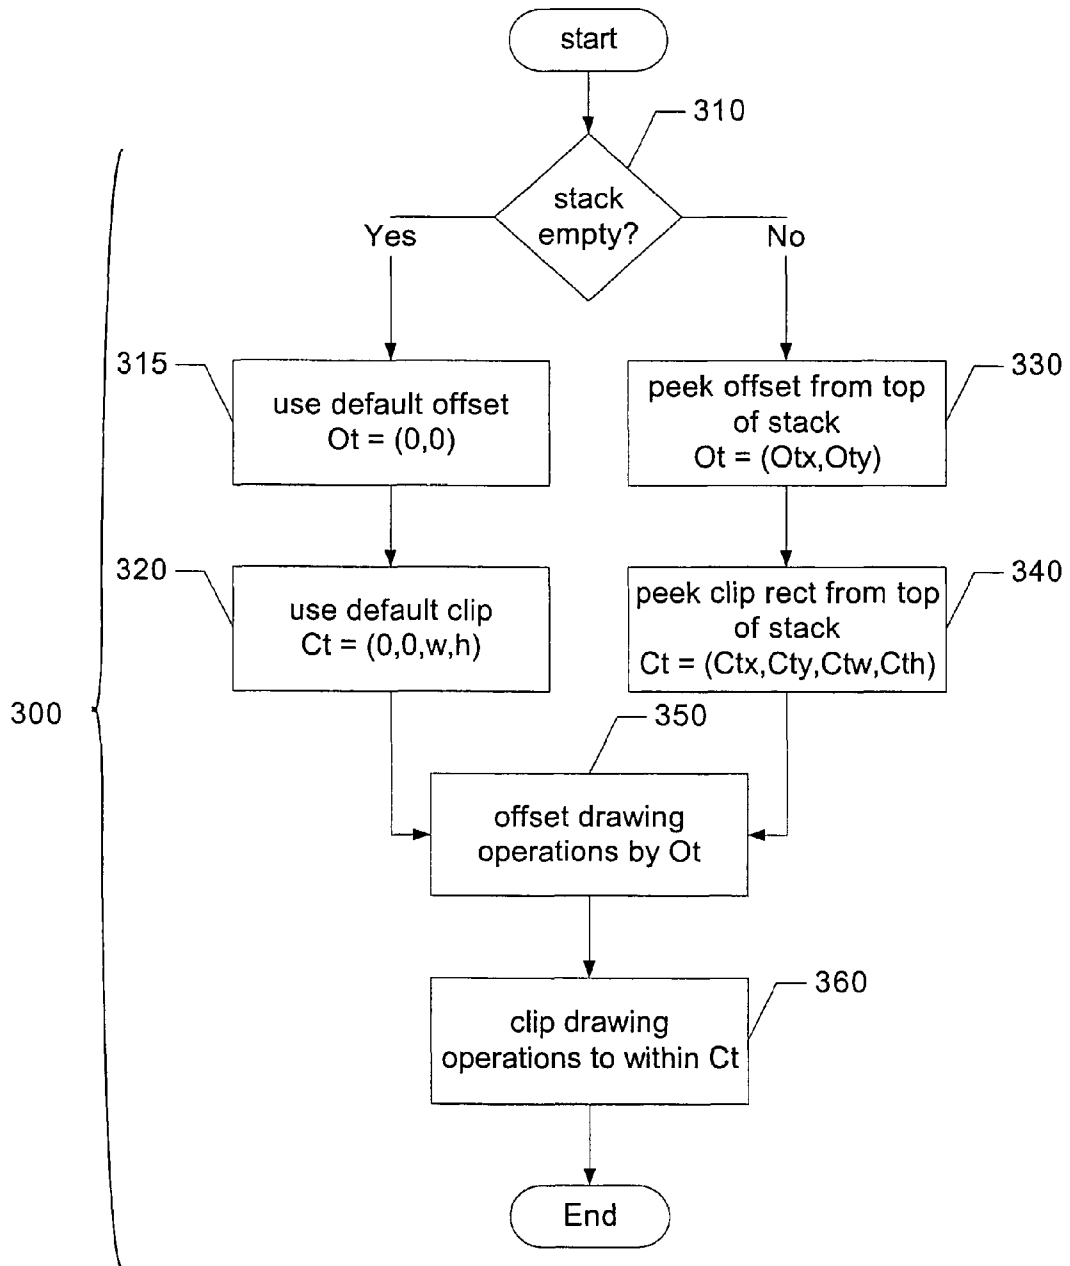 start
310
stack
empty?
Yes
No
315
use default offset
Ot = (0,0)
330
peek offset from top
of stack
Ot = (Otx,Oty)
320
use default clip
Ct = (0,0,w,h)
340
peek clip rect from top
of stack
Ct = (Ctx,Cty,Ctw,Cth)
300
350
offset drawing
operations by Ot
360
clip drawing
operations to within Ct
End